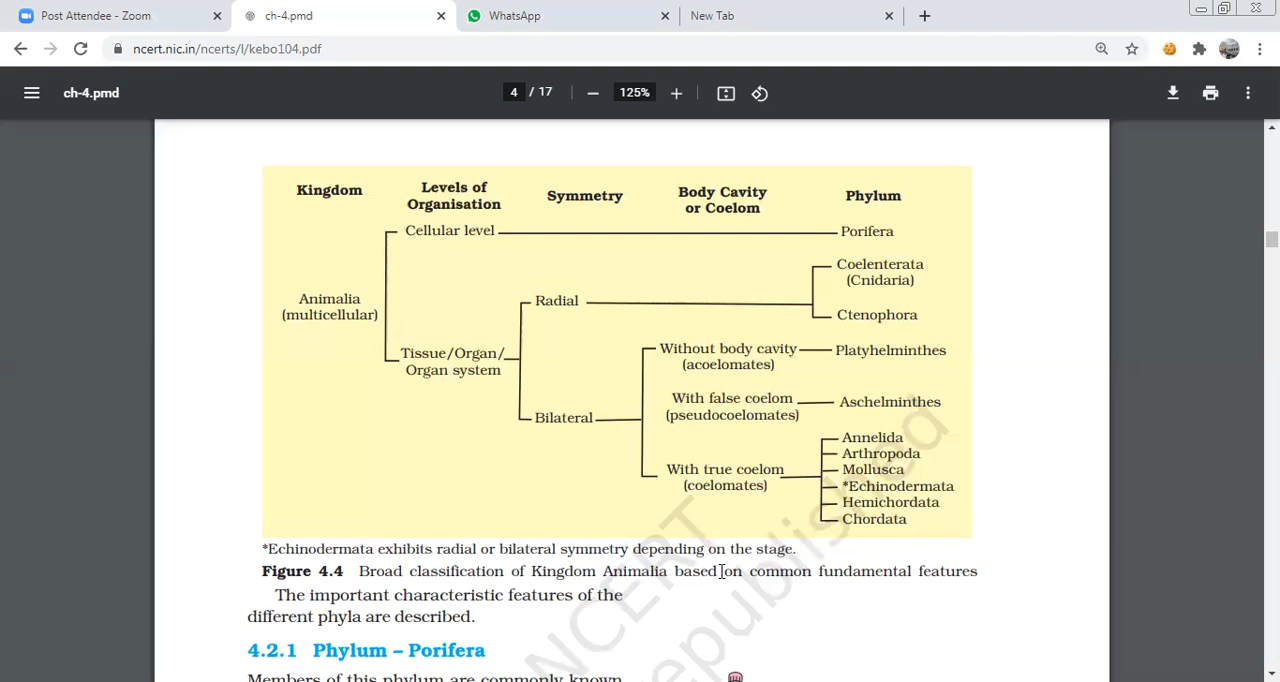 Post Attendee - Zoom
ch-4.pmd
WhatsApp
New Tab
ncert.nic.in/ncerts/l/kebo104.pdf
ch-4.pmd
4 / 17
125%
Kingdom
Levels of
Organisation
Symmetry
Body Cavity
or Coelom
Phylum
Cellular level
Porifera
Coelenterata
(Cnidaria)
Animalia
(multicellular)
Radial
Ctenophora
Tissue/Organ/
Organ system
Without body cavity
(acoelomates)
Platyhelminthes
With false coelom
(pseudocoelomates)
Aschelminthes
Bilateral
Annelida
Arthropoda
With true coelom
(coelomates)
Mollusca
*Echinodermata
Hemichordata
Chordata
*Echinodermata exhibits radial or bilateral symmetry depending on the stage.
Figure 4.4 Broad classification of Kingdom Animalia based on common fundamental features
The important characteristic features of the
different phyla are described.
4.2.1 Phylum – Porifera
Members of this phylum are commonly known
NCERT
republished